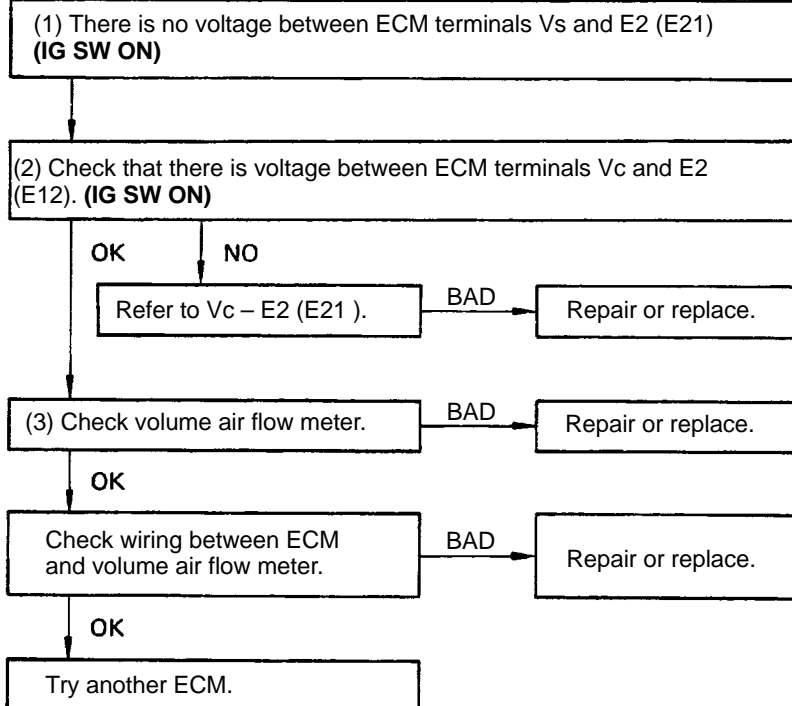 (1) There is no voltage between ECM terminals Vs and E2 (E21)
(IG SW ON)
(2) Check that there is voltage between ECM terminals Vc and E2
(E12). (IG SW ON)
OK
NO
Refer to Vc – E2 (E21 ).
BAD
Repair or replace.
(3) Check volume air flow meter.
BAD
Repair or replace.
OK
Check wiring between ECM
and volume air flow meter.
BAD
Repair or replace.
OK
Try another ECM.